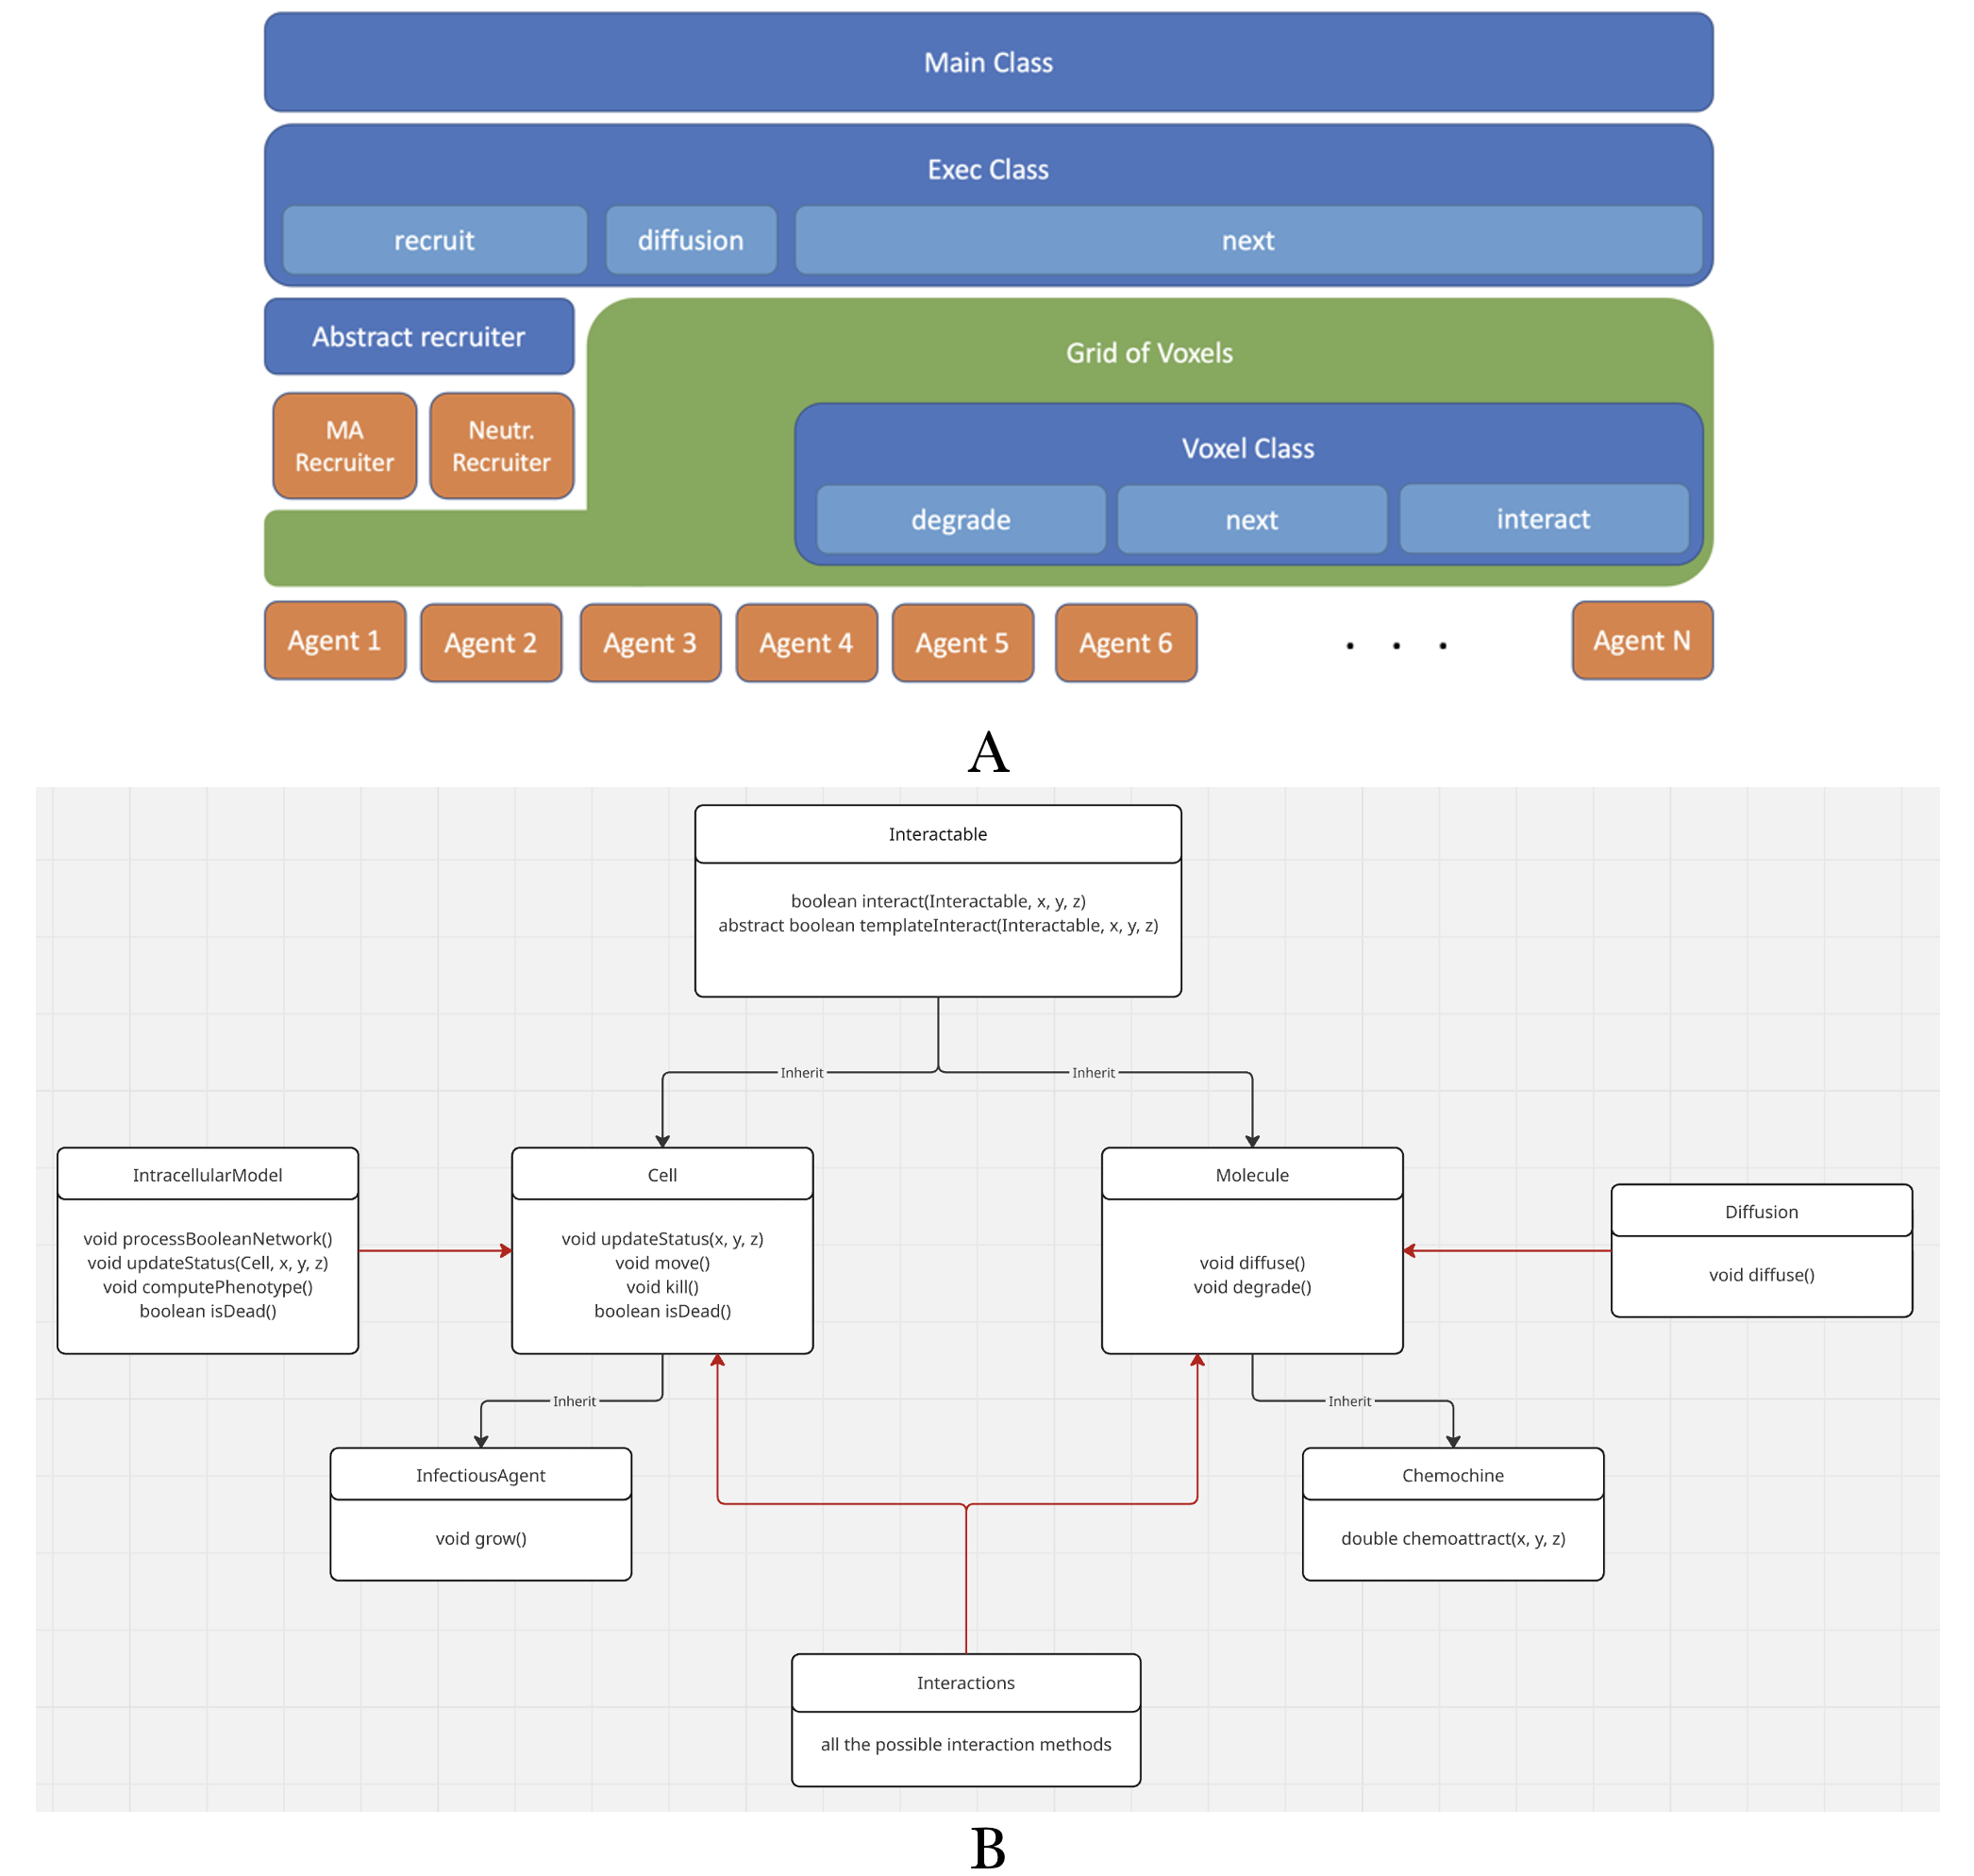 Main Class
Exec Class
recruit
diffusion
next
Abstract recruiter
Grid of Voxels
MA
Recruiter
Neutr.
Recruiter
Voxel Class
degrade
next
interact
Agent 1
Agent 2
Agent 3
Agent 4
Agent 5
Agent 6
. . .
Agent N
A
Interactable
boolean interact(Interactable, x, y, z)
abstract boolean templateInteract(Interactable, x, y, z)
Inherit
Inherit
IntracellularModel
void processBooleanNetwork()
void updateStatus(Cell, x, y, z)
void computePhenotype()
boolean isDead()
Cell
void updateStatus(x, y, z)
void move()
void kill()
boolean isDead()
Molecule
void diffuse()
void degrade()
Diffusion
void diffuse()
Inherit
Inherit
InfectiousAgent
void grow()
Chemochine
double chemoattract(x, y, z)
Interactions
all the possible interaction methods
B